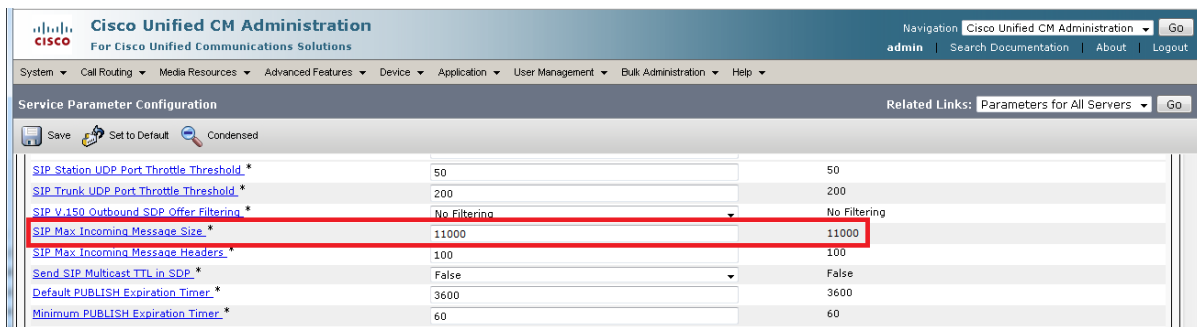 Cisco Unified CM Administration
Navigation Cisco Unified CM Administration Go
CISCO
For Cisco Unified Communications Solutions
admin | Search Documentation | About | Logout
System Call Routing Media Resources Advanced Features Device Application User Management Bulk Administration Help
Service Parameter Configuration
Related Links: Parameters for All Servers Go
Save Set to Default Condensed
SIP Station UDP Port Throttle Threshold * 50 50
SIP Trunk UDP Port Throttle Threshold * 200 200
SIP V.150 Outbound SDP Offer Filtering * No Filtering No Filtering
SIP Max Incoming Message Size * 11000 11000
SIP Max Incoming Message Headers * 100 100
Send SIP Multicast TTL in SDP * False False
Default PUBLISH Expiration Timer * 3600 3600
Minimum PUBLISH Expiration Timer * 60 60